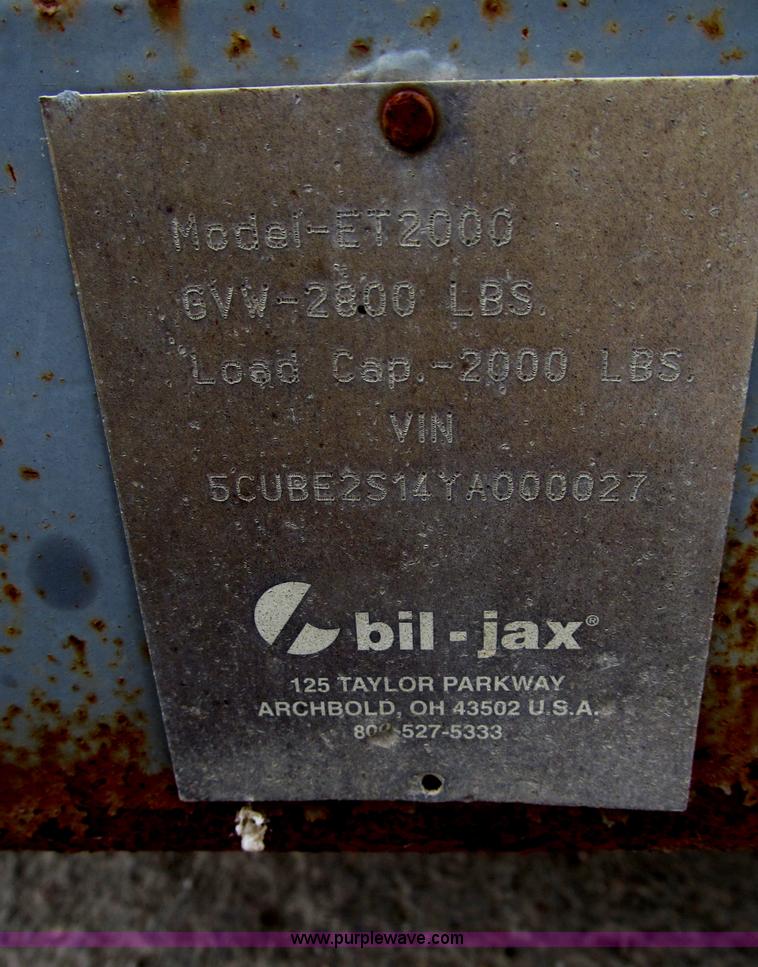 Model-ET2000
GVW-2800 LBS.
Load Cap.-2000 LBS.
VIN
5CUBE2S14YA000027
bil-jax®
125 TAYLOR PARKWAY
ARCHBOLD, OH 43502 U.S.A.
800-527-5333
www.purplewave.com